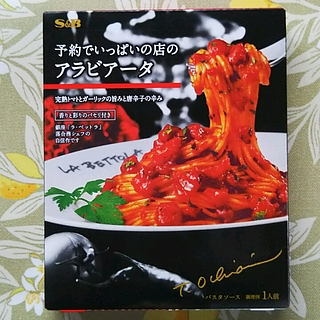 S&B
予約でいっぱいの店の
アラビアータ
完熟トマトとガーリックの旨みと唐辛子の辛み
香りと彩りのパセリ付き
銀座「ラ・ベットラ」
落合務シェフの
自信作です
LA BETTOLA
T. Ochiai
パスタソース 調理例 1人前